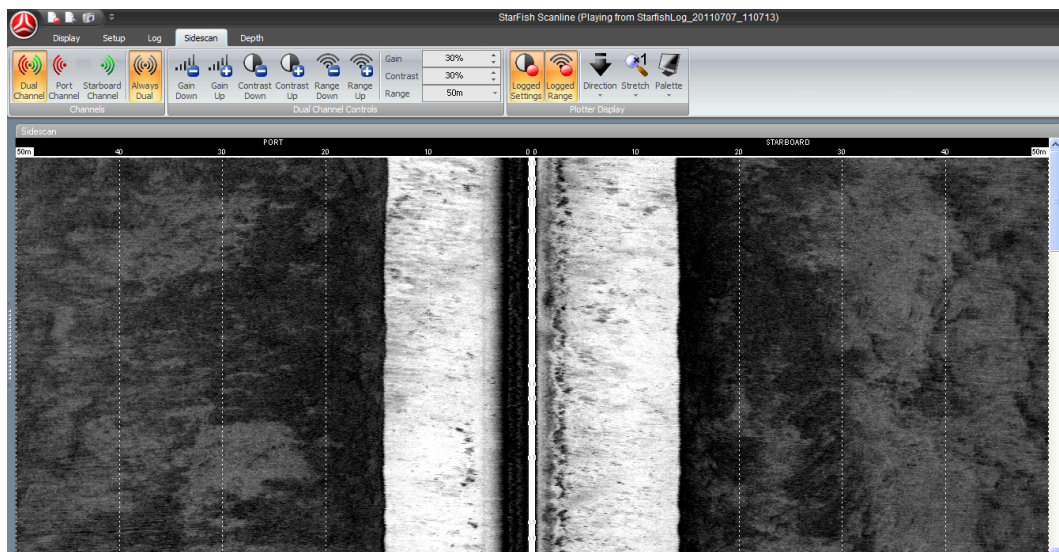 StarFish Scanline (Playing from StarfishLog_20110707_110713)
Display Setup Log Sidescan Depth
Gain 30%
Contrast 30%
Range 50m
Dual Channel
Port Channel
Starboard Channel
Always Dual
Gain Down
Gain Up
Contrast Down
Contrast Up
Range Down
Range Up
Logged Settings
Logged Range
Direction
x1
Stretch
Palette
Channels
Dual Channel Controls
Plotter Display
Sidescan
PORT STARBOARD
50m 40 30 20 10 0 0 10 20 30 40 50m